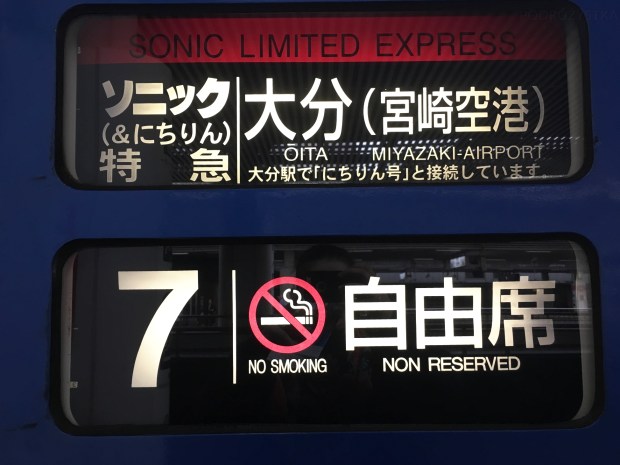 SONIC LIMITED EXPRESS
ソニック
(&にちりん)
特急
大分(宮崎空港)
ŌITA MIYAZAKI-AIRPORT
大分駅で「にちりん号」と接続しています。
7
NO SMOKING
自由席
NON RESERVED